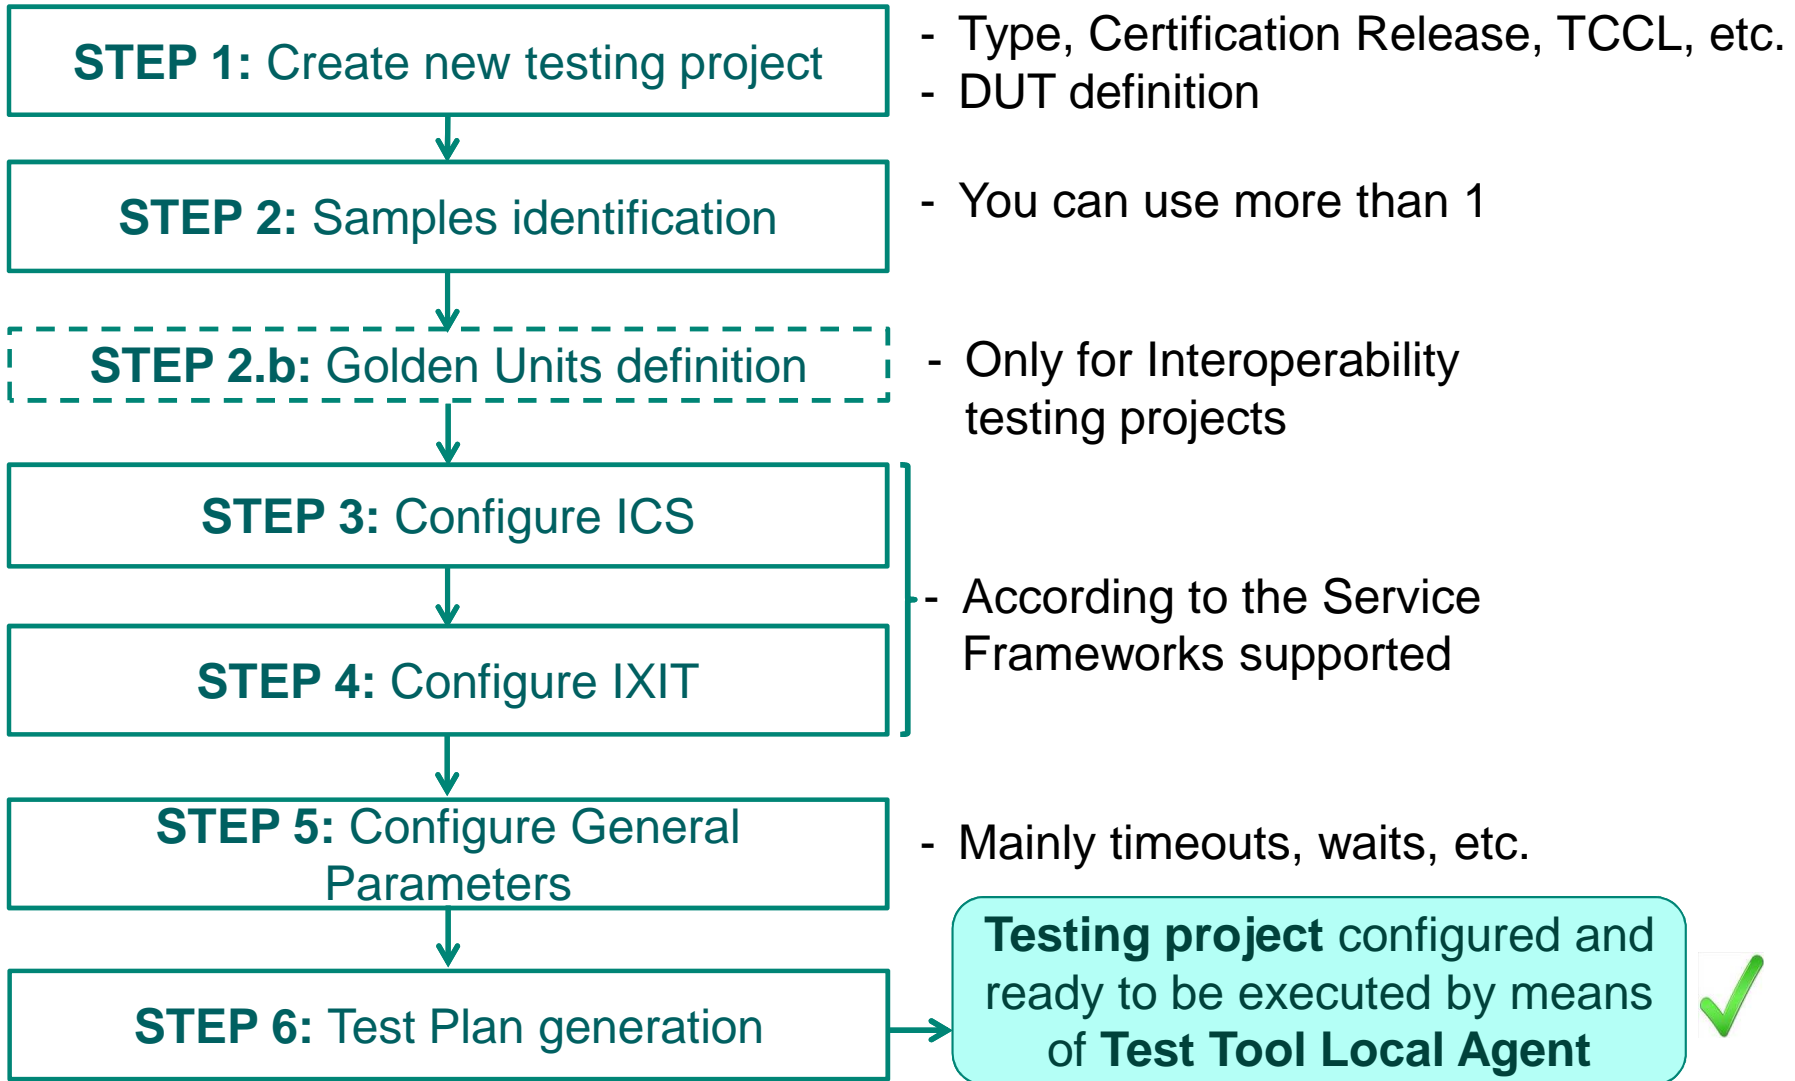 STEP 1: Create new testing project
- Type, Certification Release, TCCL, etc.
- DUT definition
STEP 2: Samples identification
- You can use more than 1
STEP 2.b: Golden Units definition
- Only for Interoperability
testing projects
STEP 3: Configure ICS
STEP 4: Configure IXIT
- According to the Service
Frameworks supported
STEP 5: Configure General
Parameters
- Mainly timeouts, waits, etc.
STEP 6: Test Plan generation
Testing project configured and
ready to be executed by means
of Test Tool Local Agent